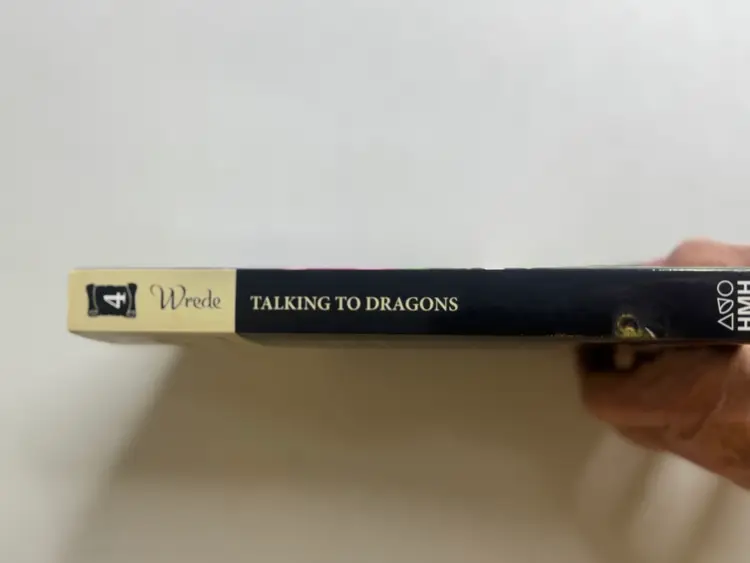 4
Wrede
TALKING TO DRAGONS
HMH